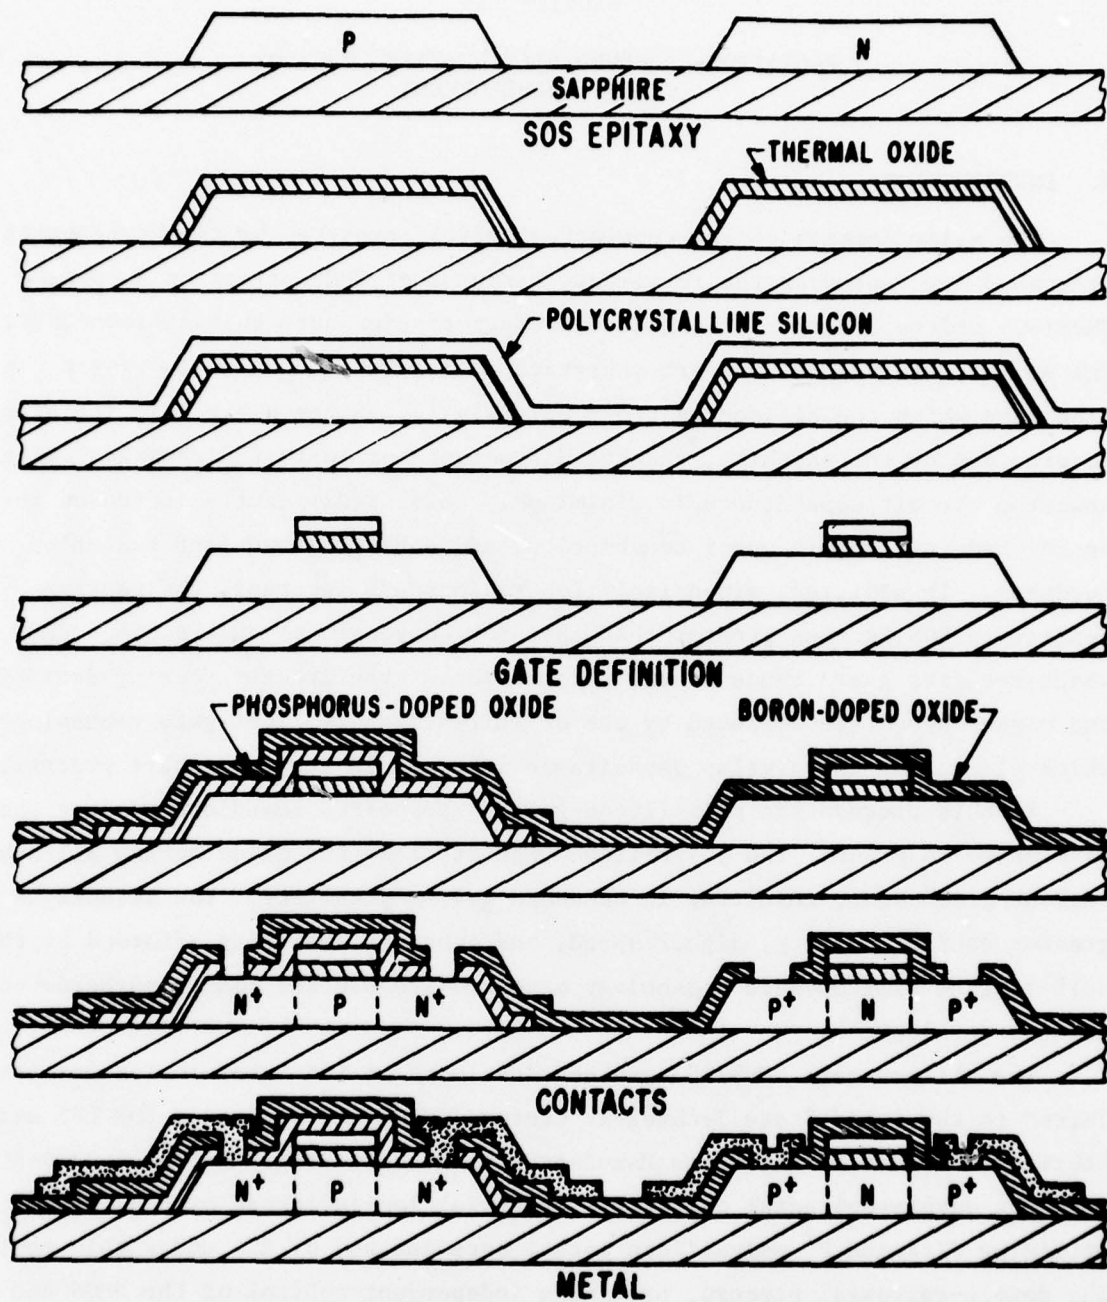 P N
SAPPHIRE
SOS EPITAXY
THERMAL OXIDE
POLYCRYSTALLINE SILICON
GATE DEFINITION
PHOSPHORUS-DOPED OXIDE BORON-DOPED OXIDE
N+ P N+ P+ N P+
CONTACTS
N+ P N+ P+ N P+
METAL